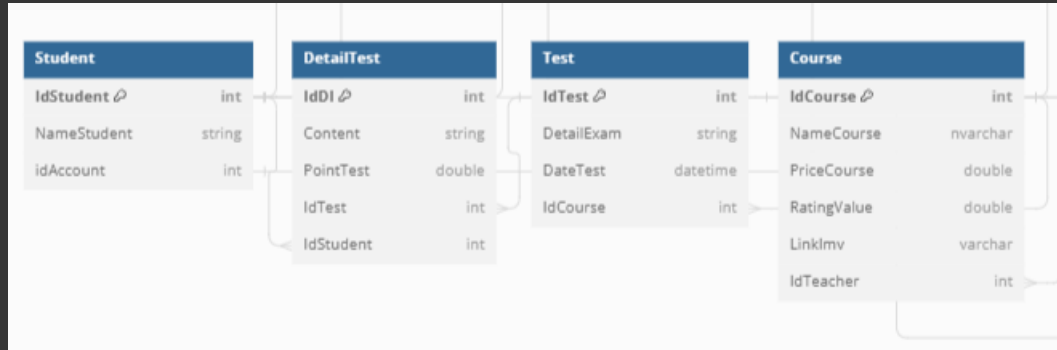 Student
IdStudent int
NameStudent string
idAccount int
DetailTest
IdDI int
Content string
PointTest double
IdTest int
IdStudent int
Test
IdTest int
DetailExam string
DateTest datetime
IdCourse int
Course
IdCourse int
NameCourse nvarchar
PriceCourse double
RatingValue double
LinkImv varchar
IdTeacher int